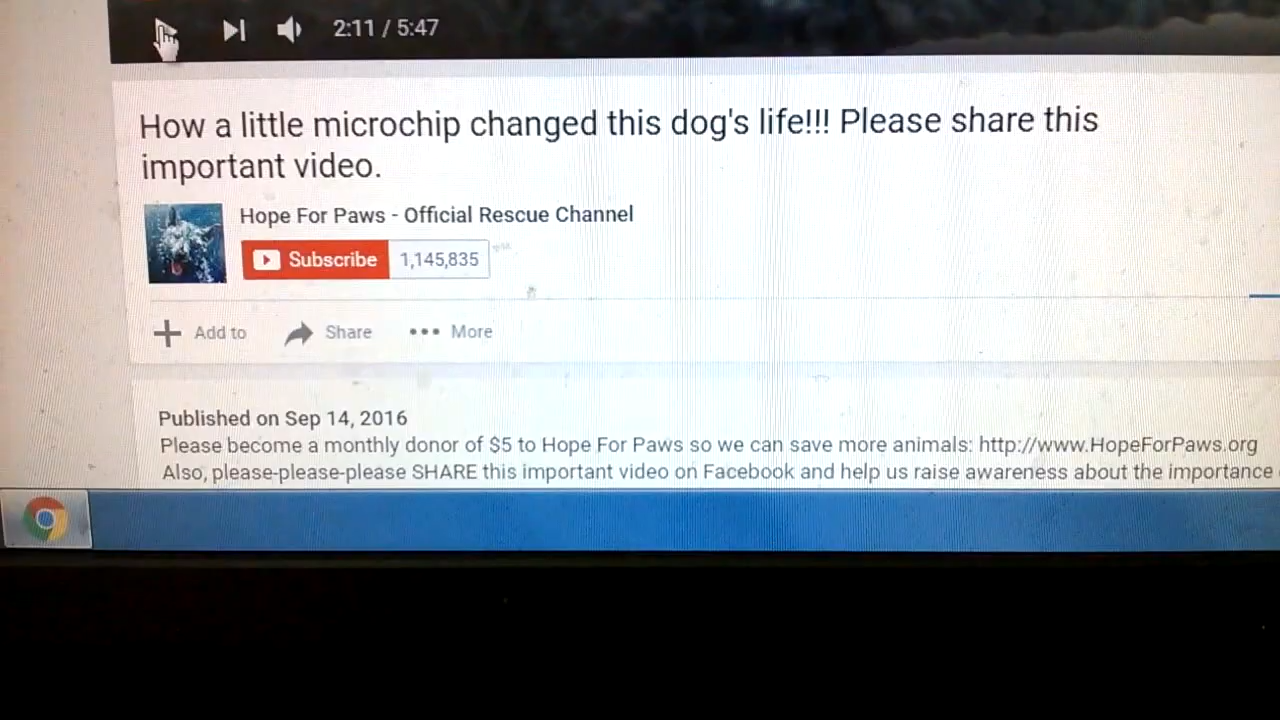 2:11 / 5:47
How a little microchip changed this dog's life!!! Please share this
important video.
Hope For Paws - Official Rescue Channel
Subscribe 1,145,835
Add to Share More
Published on Sep 14, 2016
Please become a monthly donor of $5 to Hope For Paws so we can save more animals: http://www.HopeForPaws.org
Also, please-please-please SHARE this important video on Facebook and help us raise awareness about the importance